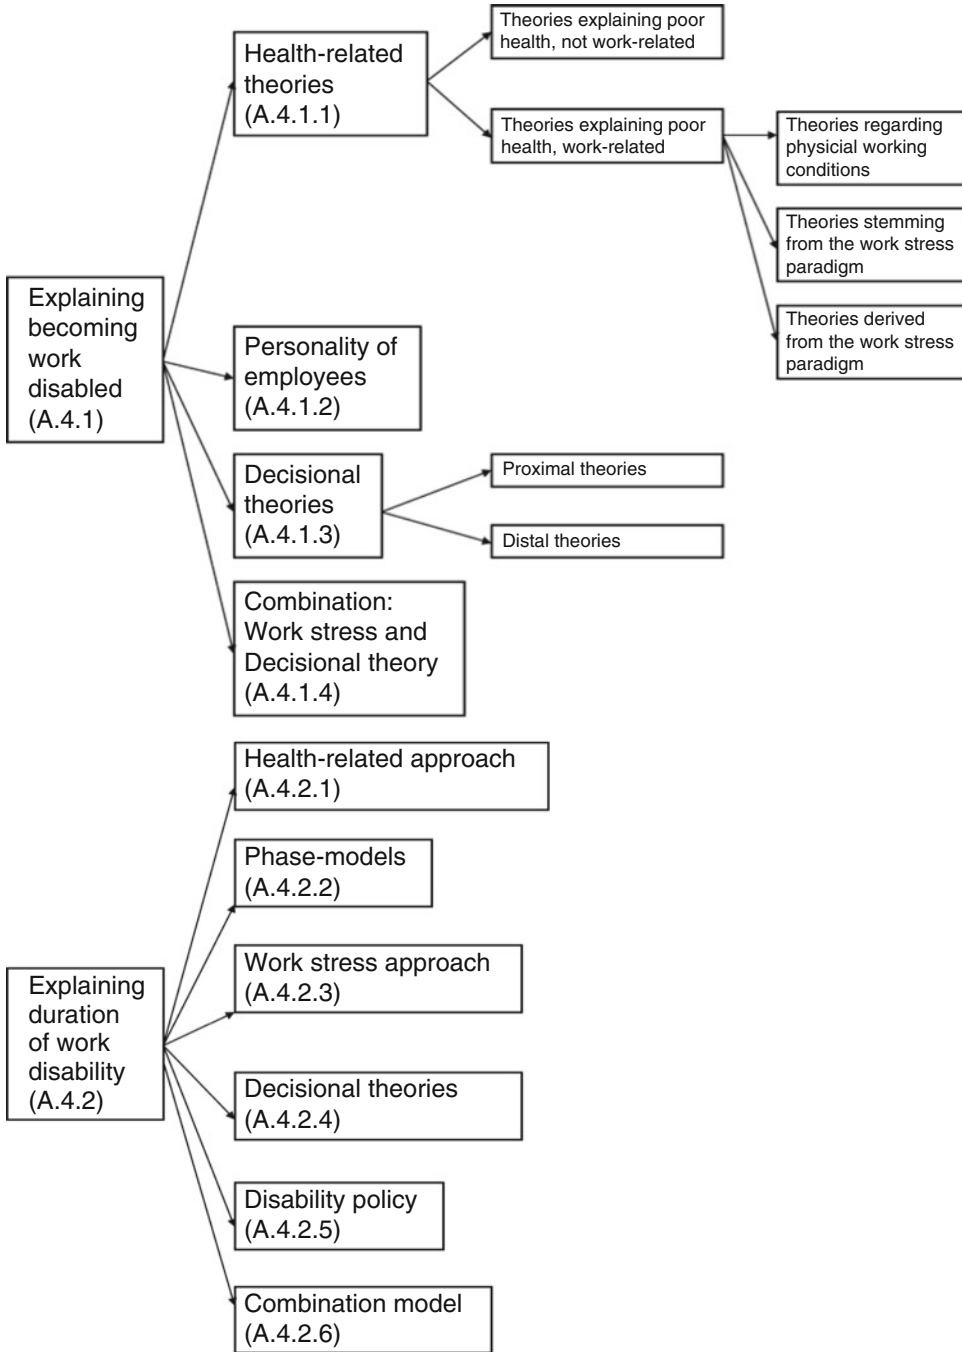 Health-related
theories
(A.4.1.1)
Theories explaining poor
health, not work-related
Theories explaining poor
health, work-related
Theories regarding
physicial working
conditions
Theories stemming
from the work stress
paradigm
Theories derived
from the work stress
paradigm
Explaining
becoming
work
disabled
(A.4.1)
Personality of
employees
(A.4.1.2)
Decisional
theories
(A.4.1.3)
Proximal theories
Distal theories
Combination:
Work stress and
Decisional theory
(A.4.1.4)
Health-related approach
(A.4.2.1)
Phase-models
(A.4.2.2)
Work stress approach
(A.4.2.3)
Explaining
duration
of work
disability
(A.4.2)
Decisional theories
(A.4.2.4)
Disability policy
(A.4.2.5)
Combination model
(A.4.2.6)